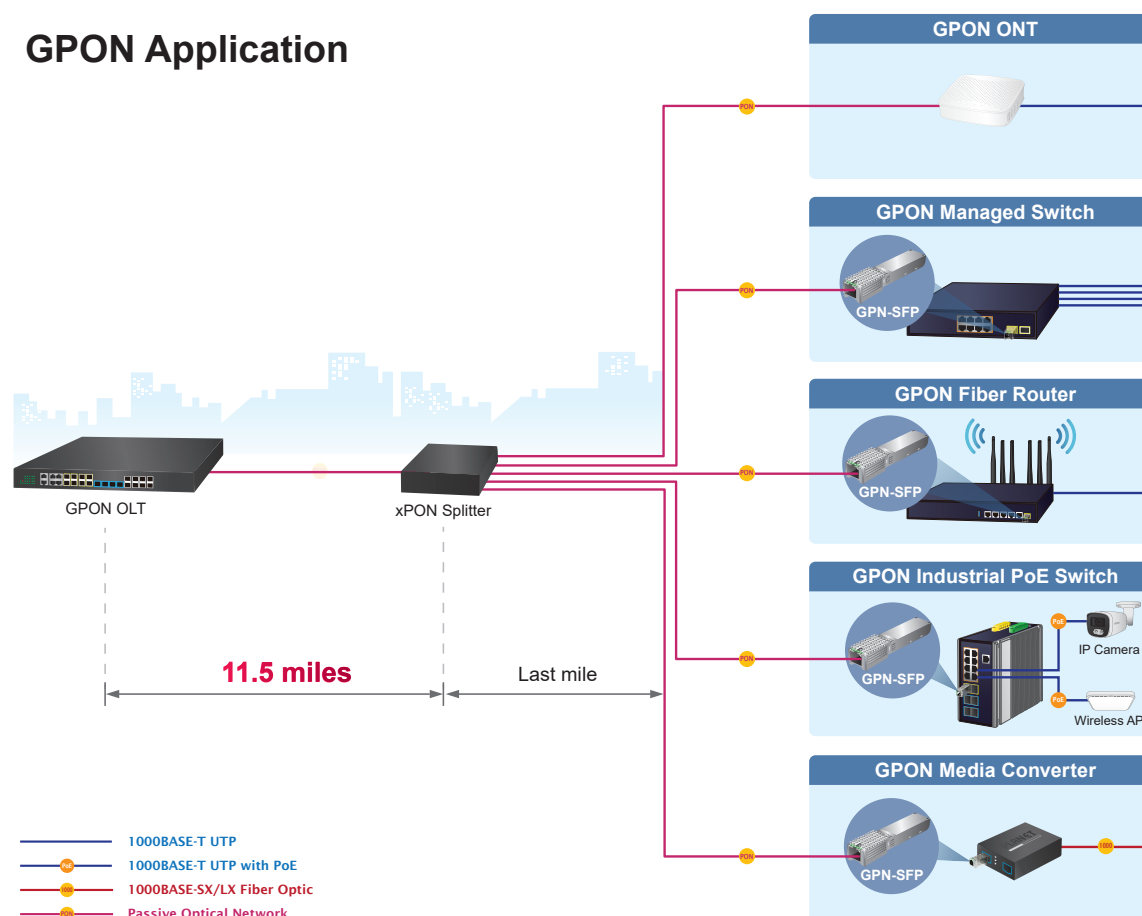 GPON Application
GPON ONT
PON
GPON Managed Switch
PON
GPN-SFP
GPON Fiber Router
PON
GPN-SFP
GPON OLT
xPON Splitter
GPON Industrial PoE Switch
PON
GPN-SFP
PoE
IP Camera
PoE
Wireless AP
11.5 miles
Last mile
GPON Media Converter
PON
GPN-SFP
1000
1000BASE-T UTP
PoE
1000BASE-T UTP with PoE
1000
1000BASE-SX/LX Fiber Optic
PON
Passive Optical Network